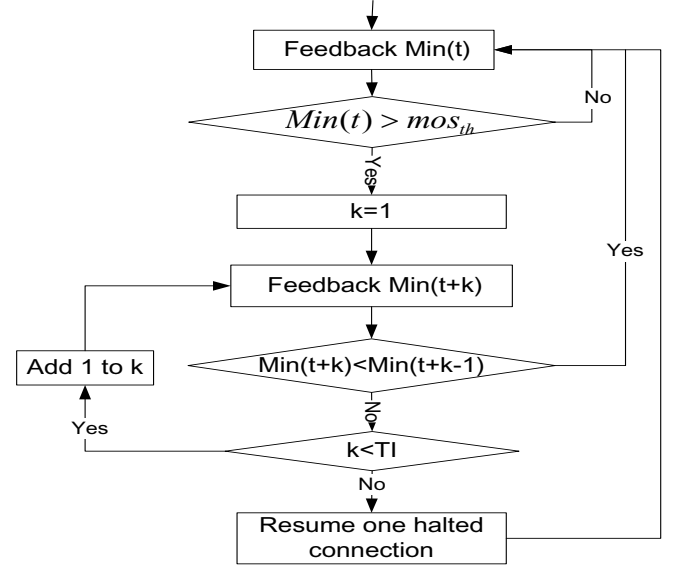 Feedback Min(t)
No
Min(t) > mos_th
Yes
k=1
Yes
Feedback Min(t+k)
Add 1 to k
Min(t+k)<Min(t+k-1)
No
Yes
k<TI
No
Resume one halted
connection